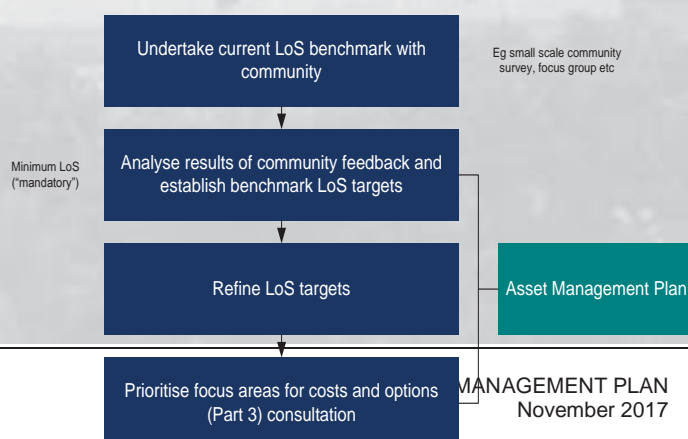 Undertake current LoS benchmark with
community
Eg small scale community
survey, focus group etc
Minimum LoS
("mandatory")
Analyse results of community feedback and
establish benchmark LoS targets
Refine LoS targets
Asset Management Plan
Prioritise focus areas for costs and options
(Part 3) consultation
MANAGEMENT PLAN
November 2017